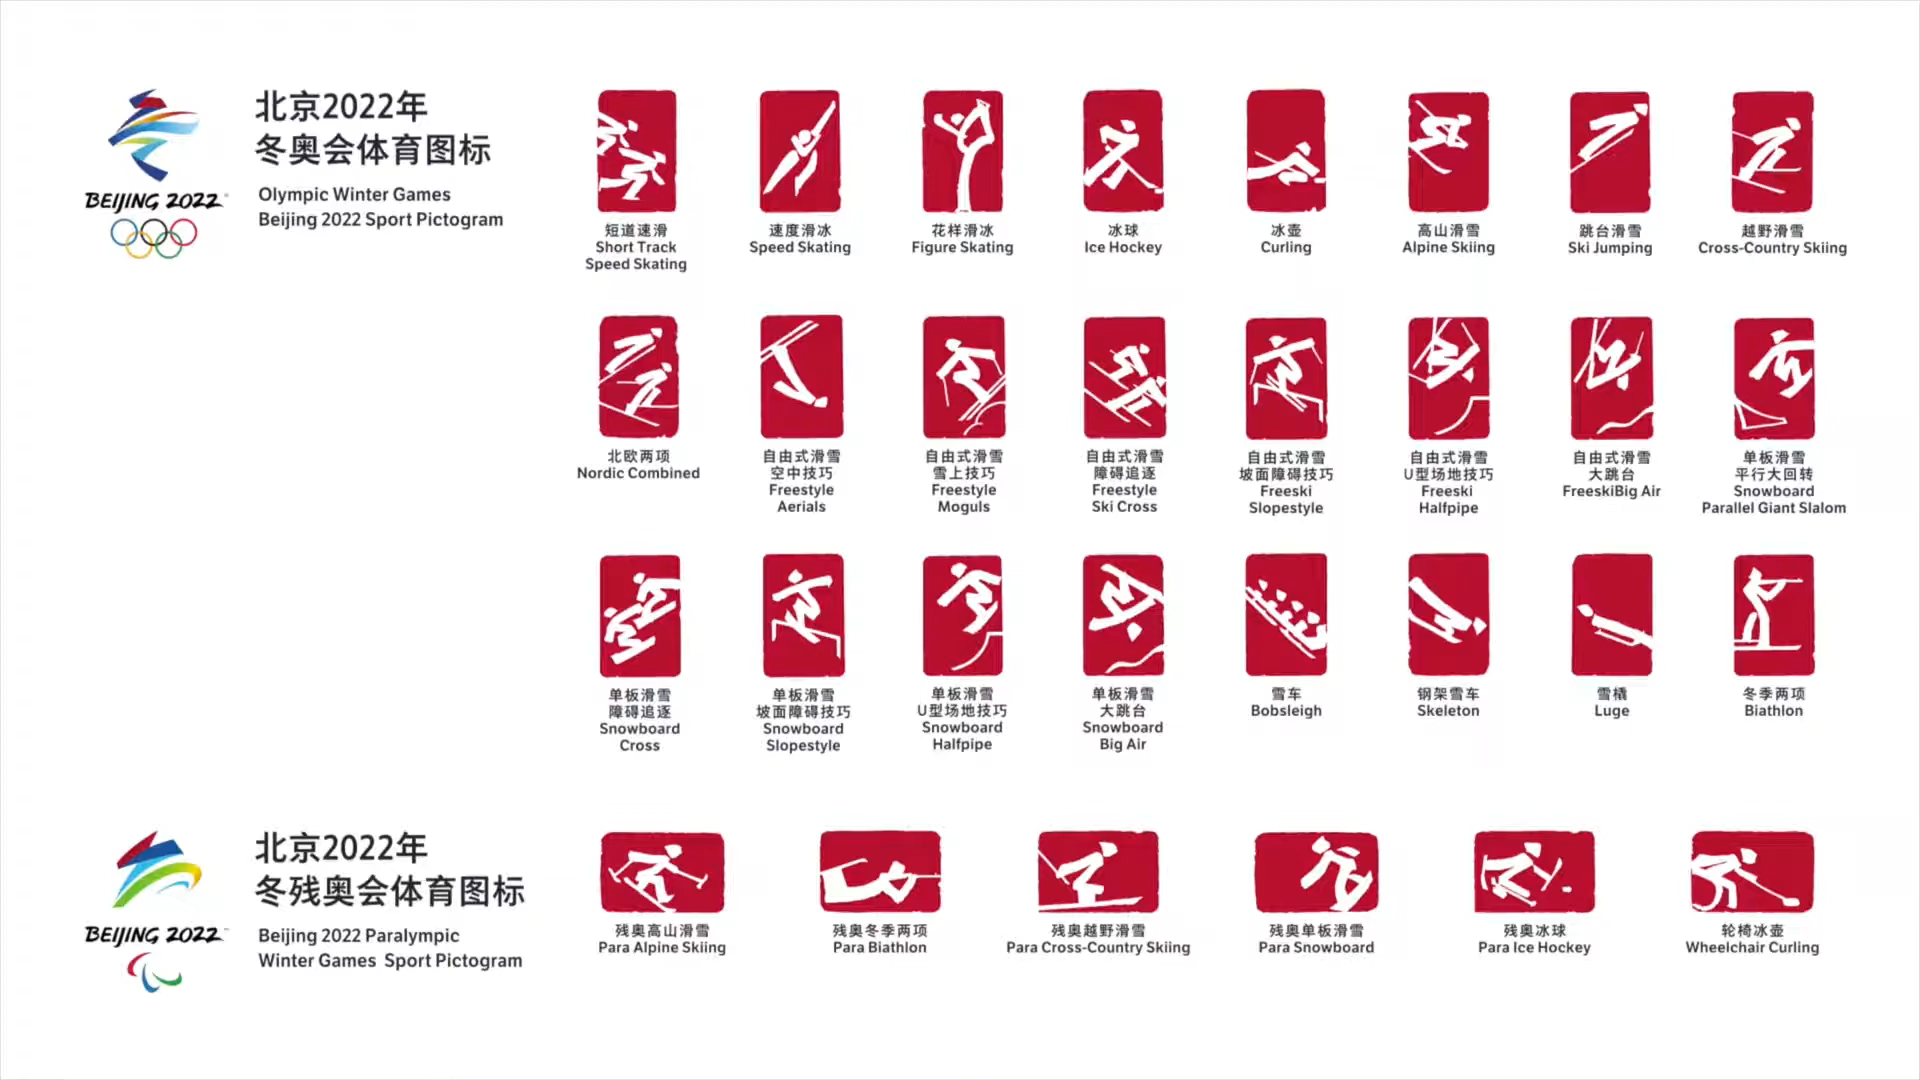 北京2022年
冬奥会体育图标
Olympic Winter Games
Beijing 2022 Sport Pictogram
BEIJING 2022
短道速滑
Short Track
Speed Skating
速度滑冰
Speed Skating
花样滑冰
Figure Skating
冰球
Ice Hockey
冰壶
Curling
高山滑雪
Alpine Skiing
跳台滑雪
Ski Jumping
越野滑雪
Cross-Country Skiing
北欧两项
Nordic Combined
自由式滑雪
空中技巧
Freestyle
Aerials
自由式滑雪
雪上技巧
Freestyle
Moguls
自由式滑雪
障碍追逐
Freestyle
Ski Cross
自由式滑雪
坡面障碍技巧
Freeski
Slopestyle
自由式滑雪
U型场地技巧
Freeski
Halfpipe
自由式滑雪
大跳台
FreeskiBig Air
单板滑雪
平行大回转
Snowboard
Parallel Giant Slalom
单板滑雪
障碍追逐
Snowboard
Cross
单板滑雪
坡面障碍技巧
Snowboard
Slopestyle
单板滑雪
U型场地技巧
Snowboard
Halfpipe
单板滑雪
大跳台
Snowboard
Big Air
雪车
Bobsleigh
钢架雪车
Skeleton
雪橇
Luge
冬季两项
Biathlon
北京2022年
冬残奥会体育图标
Beijing 2022 Paralympic
Winter Games Sport Pictogram
BEIJING 2022
残奥高山滑雪
Para Alpine Skiing
残奥冬季两项
Para Biathlon
残奥越野滑雪
Para Cross-Country Skiing
残奥单板滑雪
Para Snowboard
残奥冰球
Para Ice Hockey
轮椅冰壶
Wheelchair Curling